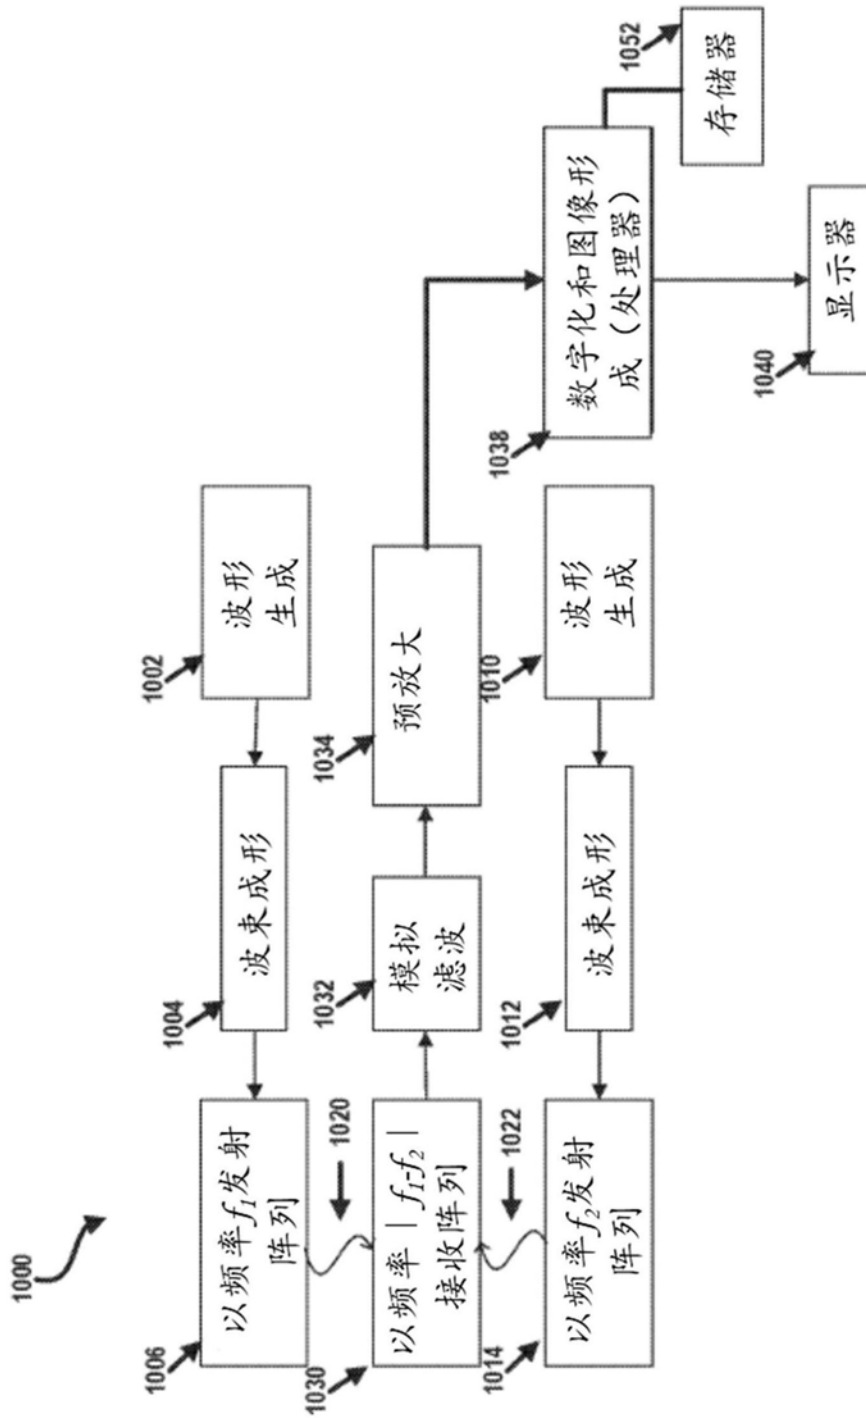 1000
1006
以频率f₁发射
阵列
1004
波束成形
1002
波形
生成
1020
1030
以频率|f₁-f₂|
接收阵列
1032
模拟
滤波
1034
预放大
1022
1014
以频率f₂发射
阵列
1012
波束成形
1010
波形
生成
1038
数字化和图像形
成（处理器）
1052
存储器
1040
显示器